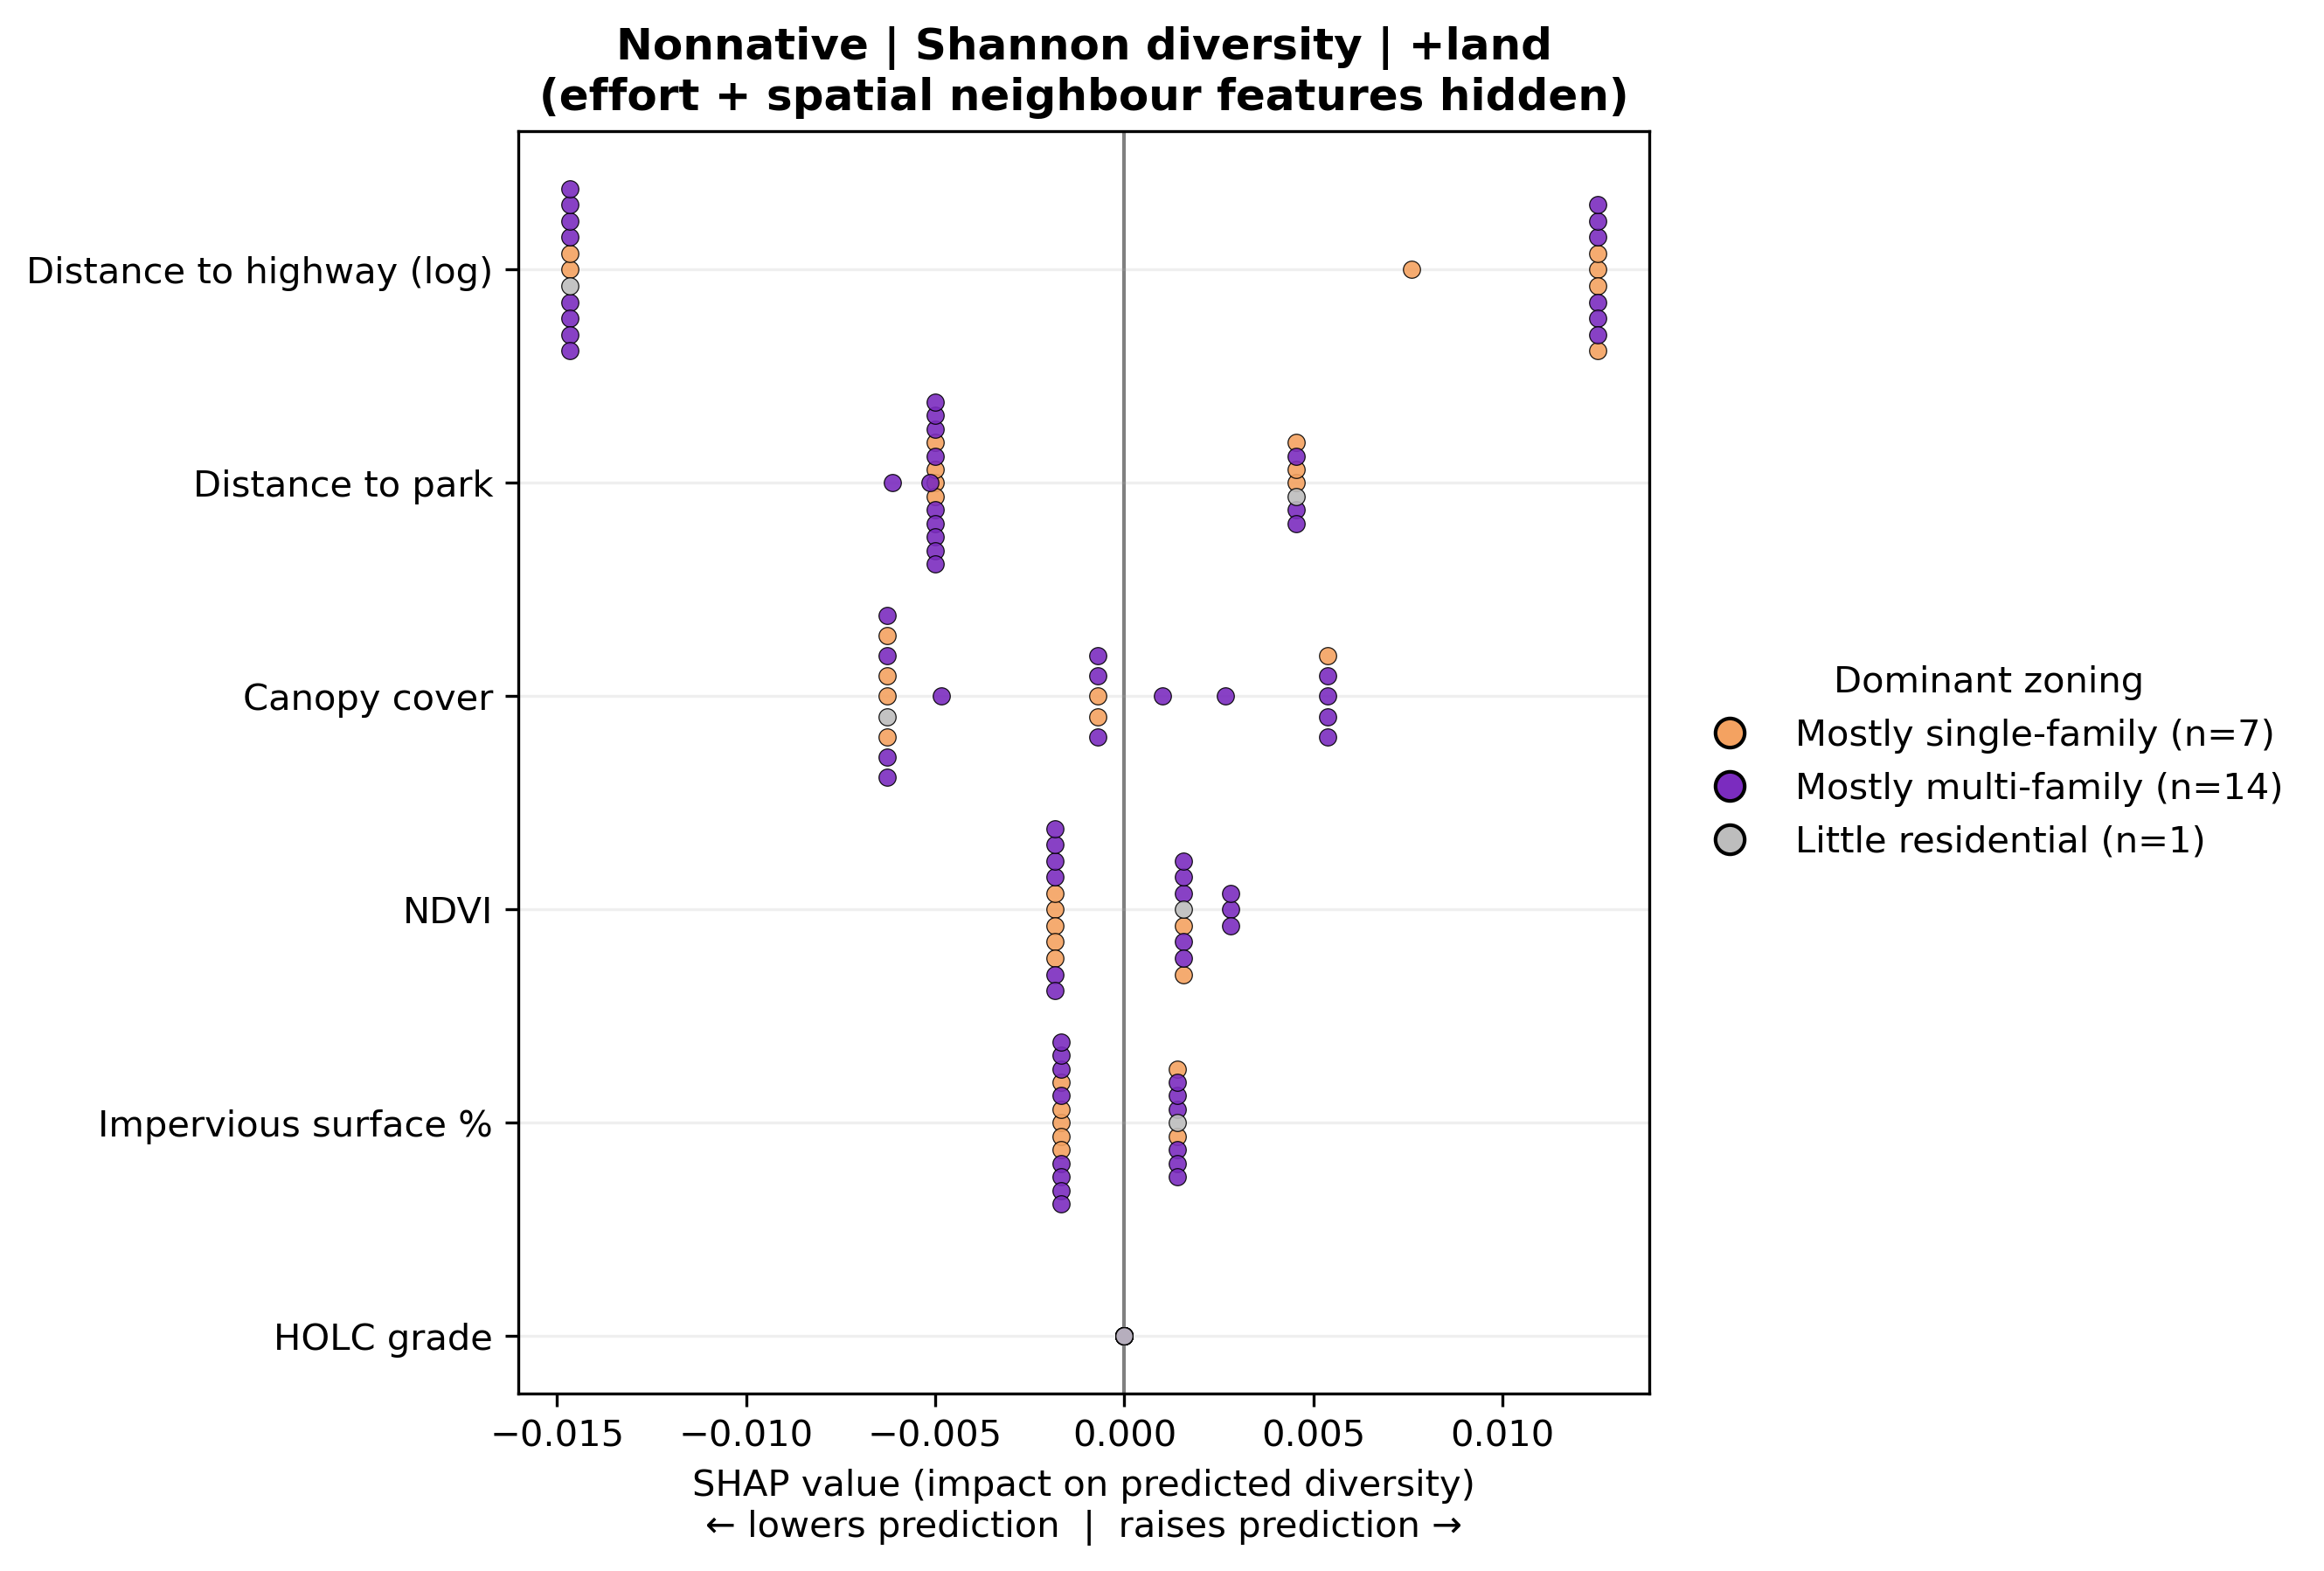 Nonnative | Shannon diversity | +land
(effort + spatial neighbour features hidden)
Distance to highway (log)
Distance to park
Canopy cover
NDVI
Impervious surface %
HOLC grade
−0.015 −0.010 −0.005 0.000 0.005 0.010
SHAP value (impact on predicted diversity)
← lowers prediction | raises prediction →
Dominant zoning
Mostly single-family (n=7)
Mostly multi-family (n=14)
Little residential (n=1)